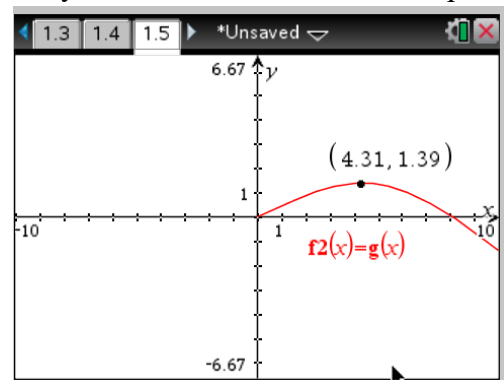 1.3 1.4 1.5 *Unsaved
6.67 y
(4.31, 1.39)
1
x
-10 1 10
f2(x)=g(x)
-6.67